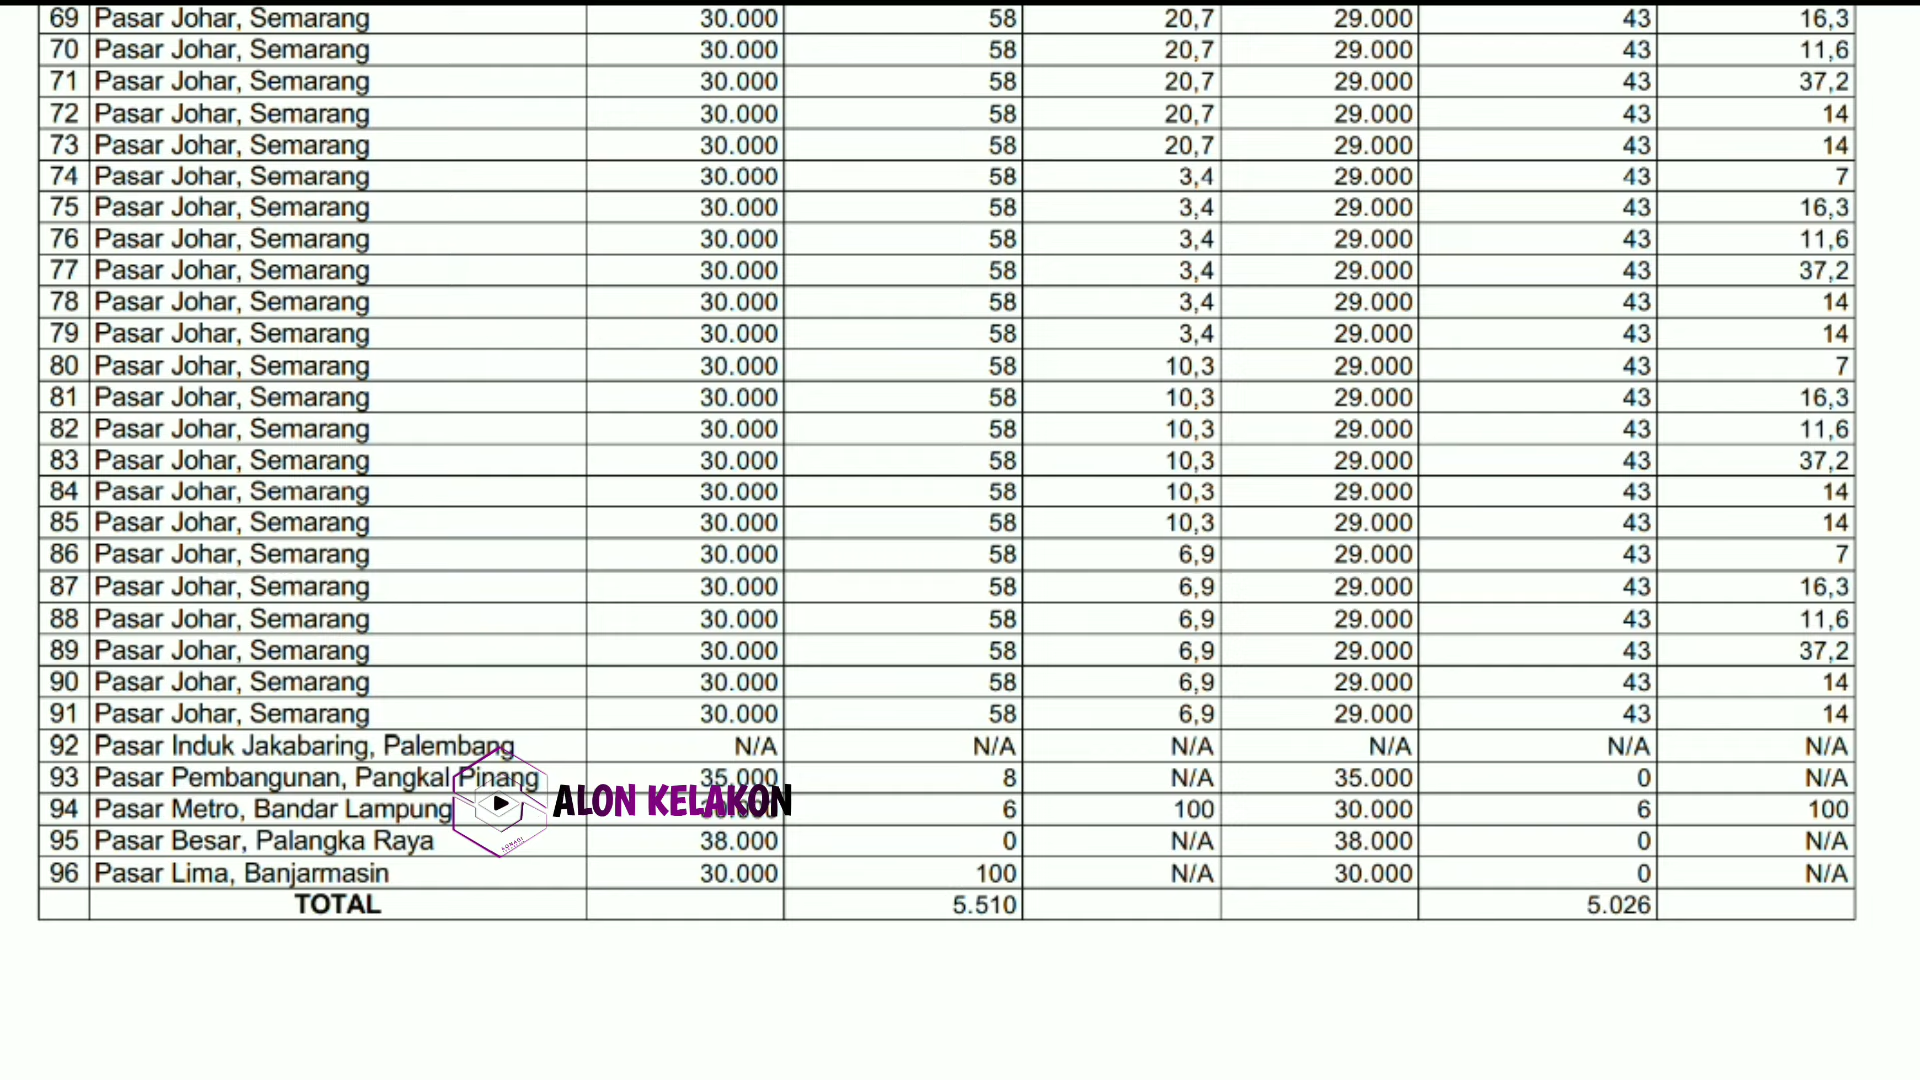 69 Pasar Johar, Semarang 30.000 58 20,7 29.000 43 16,3
70 Pasar Johar, Semarang 30.000 58 20,7 29.000 43 11,6
71 Pasar Johar, Semarang 30.000 58 20,7 29.000 43 37,2
72 Pasar Johar, Semarang 30.000 58 20,7 29.000 43 14
73 Pasar Johar, Semarang 30.000 58 20,7 29.000 43 14
74 Pasar Johar, Semarang 30.000 58 3,4 29.000 43 7
75 Pasar Johar, Semarang 30.000 58 3,4 29.000 43 16,3
76 Pasar Johar, Semarang 30.000 58 3,4 29.000 43 11,6
77 Pasar Johar, Semarang 30.000 58 3,4 29.000 43 37,2
78 Pasar Johar, Semarang 30.000 58 3,4 29.000 43 14
79 Pasar Johar, Semarang 30.000 58 3,4 29.000 43 14
80 Pasar Johar, Semarang 30.000 58 10,3 29.000 43 7
81 Pasar Johar, Semarang 30.000 58 10,3 29.000 43 16,3
82 Pasar Johar, Semarang 30.000 58 10,3 29.000 43 11,6
83 Pasar Johar, Semarang 30.000 58 10,3 29.000 43 37,2
84 Pasar Johar, Semarang 30.000 58 10,3 29.000 43 14
85 Pasar Johar, Semarang 30.000 58 10,3 29.000 43 14
86 Pasar Johar, Semarang 30.000 58 6,9 29.000 43 7
87 Pasar Johar, Semarang 30.000 58 6,9 29.000 43 16,3
88 Pasar Johar, Semarang 30.000 58 6,9 29.000 43 11,6
89 Pasar Johar, Semarang 30.000 58 6,9 29.000 43 37,2
90 Pasar Johar, Semarang 30.000 58 6,9 29.000 43 14
91 Pasar Johar, Semarang 30.000 58 6,9 29.000 43 14
92 Pasar Induk Jakabaring, Palembang N/A N/A N/A N/A N/A N/A
93 Pasar Pembangunan, Pangkal Pinang 35.000 8 N/A 35.000 0 N/A
94 Pasar Metro, Bandar Lampung 6 100 30.000 6 100
ALON KELAKON
95 Pasar Besar, Palangka Raya 38.000 0 N/A 38.000 0 N/A
96 Pasar Lima, Banjarmasin 30.000 100 N/A 30.000 0 N/A
TOTAL 5.510 5.026